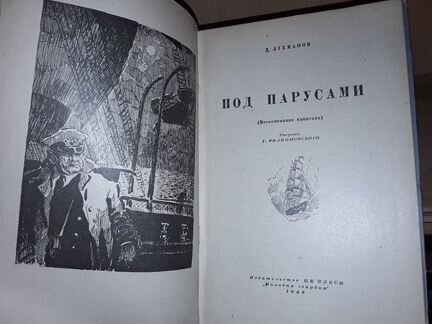 Д. ЛУХМАНОВ
ПОД ПАРУСАМИ
(Воспоминания капитана)
Рисунки
Г. ФИЛИППОВСКОГО
Издательство ЦК ВЛКСМ
„Молодая гвардия"
1948